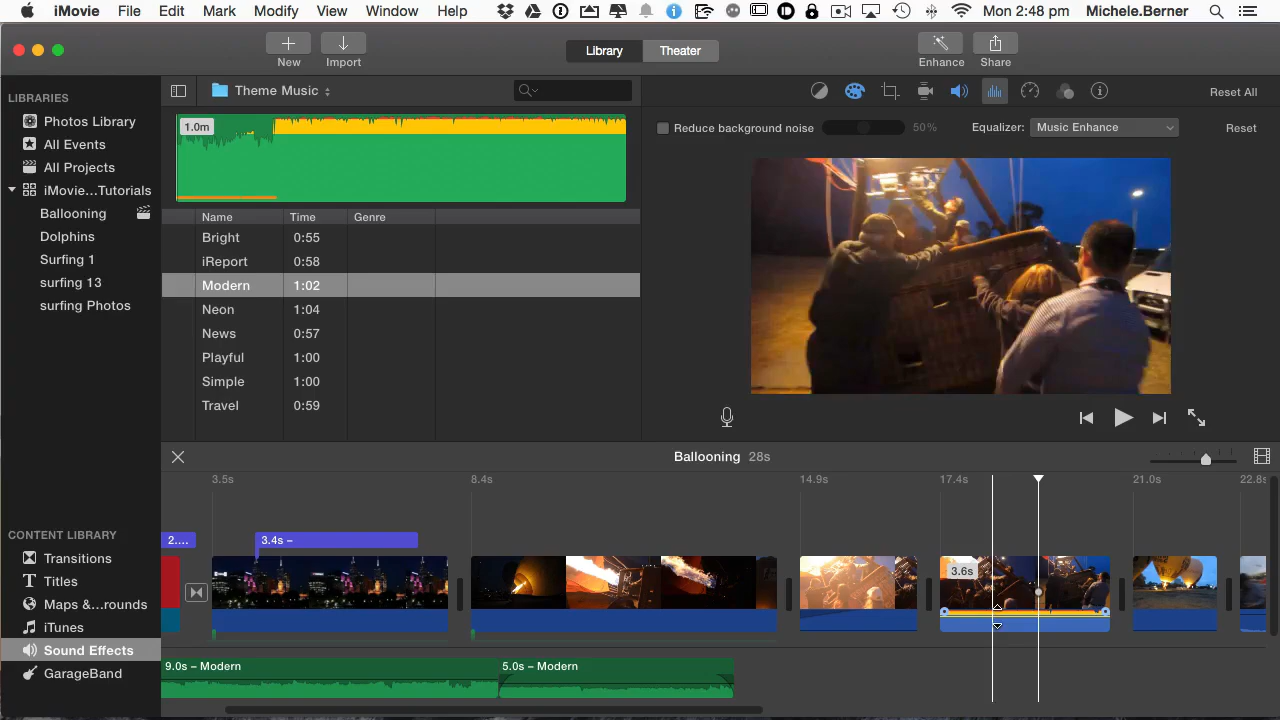 iMovie File Edit Mark Modify View Window Help Mon 2:48 pm Michele.Berner
New Import Library Theater Enhance Share
LIBRARIES
Photos Library
All Events
All Projects
iMovie...Tutorials
Ballooning
Dolphins
Surfing 1
surfing 13
surfing Photos
Theme Music
1.0m
Name Time Genre
Bright 0:55
iReport 0:58
Modern 1:02
Neon 1:04
News 0:57
Playful 1:00
Simple 1:00
Travel 0:59
Reset All
Reduce background noise 50% Equalizer: Music Enhance Reset
Ballooning 28s
3.5s 8.4s 14.9s 17.4s 21.0s 22.8s
2.... 3.4s –
3.6s
9.0s – Modern 5.0s – Modern
CONTENT LIBRARY
Transitions
Titles
Maps &...rounds
iTunes
Sound Effects
GarageBand